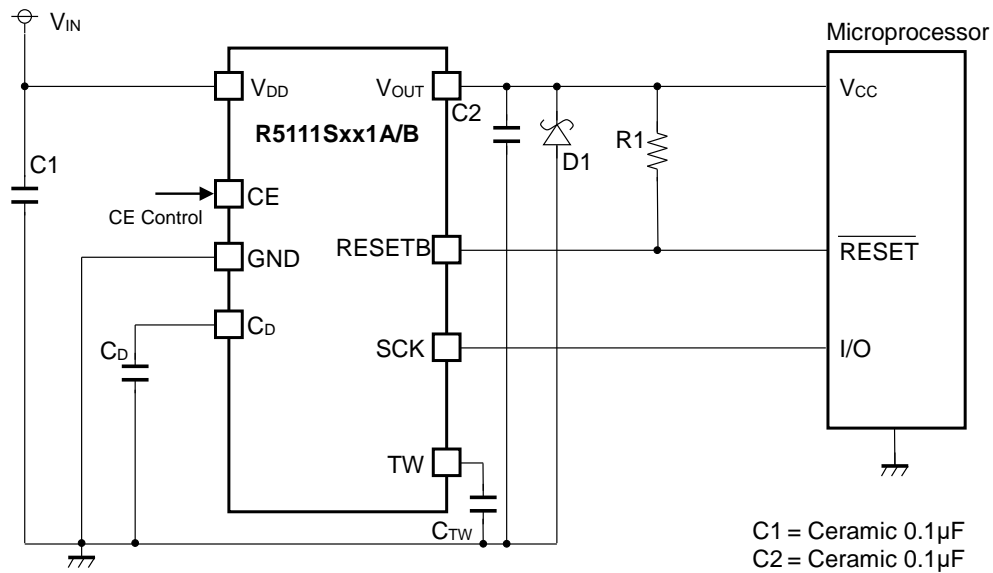 VIN
Microprocessor
VDD
VOUT
VCC
C2
R5111Sxx1A/B
R1
D1
C1
CE
CE Control
GND
RESETB
RESET
CD
CD
SCK
I/O
TW
CTW
C1 = Ceramic 0.1µF
C2 = Ceramic 0.1µF